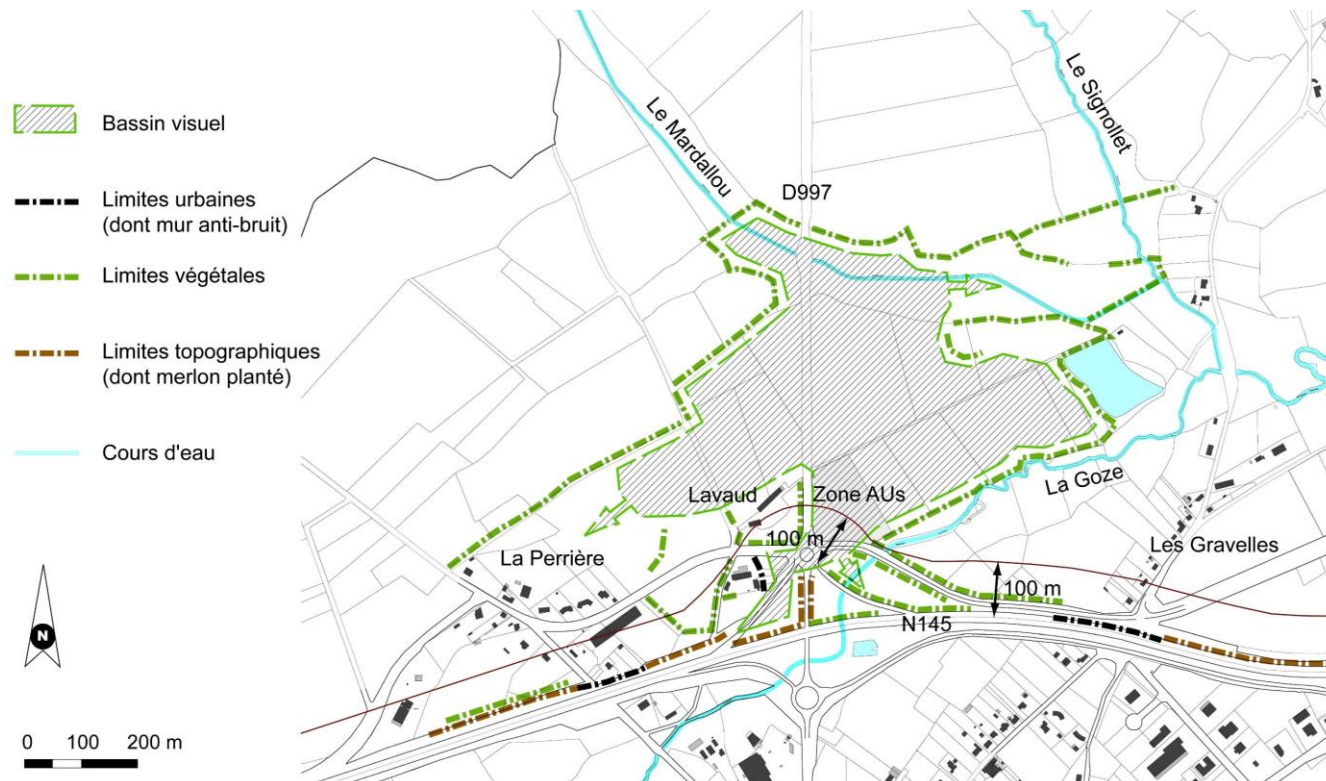 Bassin visuel
Limites urbaines
(dont mur anti-bruit)
Limites végétales
Limites topographiques
(dont merlon planté)
Cours d'eau
N
0 100 200 m
Le Mardallou
Le Signollet
D997
Lavaud
Zone AUs
La Goze
100 m
La Perrière
Les Gravelles
100 m
N145